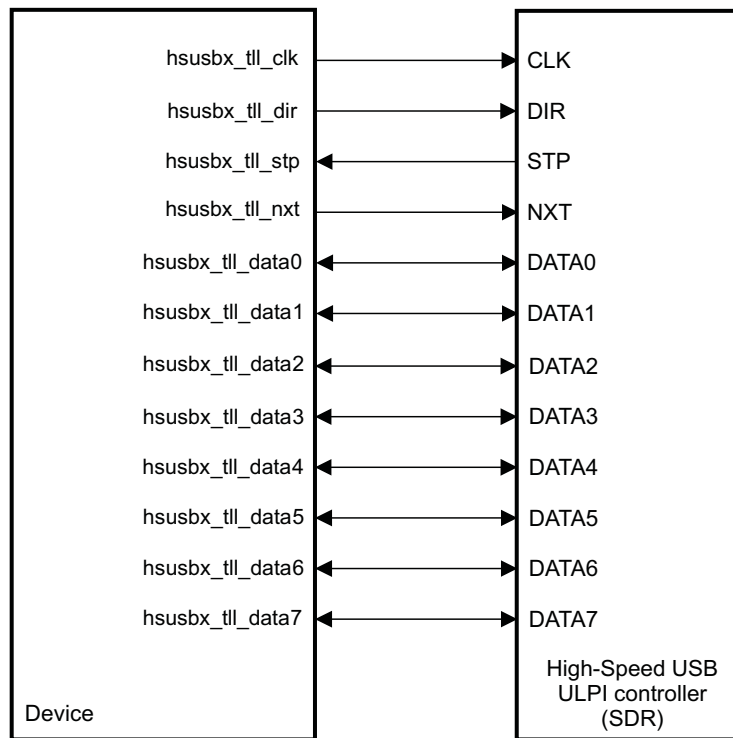 hsusbx_tll_clk CLK
hsusbx_tll_dir DIR
hsusbx_tll_stp STP
hsusbx_tll_nxt NXT
hsusbx_tll_data0 DATA0
hsusbx_tll_data1 DATA1
hsusbx_tll_data2 DATA2
hsusbx_tll_data3 DATA3
hsusbx_tll_data4 DATA4
hsusbx_tll_data5 DATA5
hsusbx_tll_data6 DATA6
hsusbx_tll_data7 DATA7
High-Speed USB
ULPI controller
(SDR)
Device